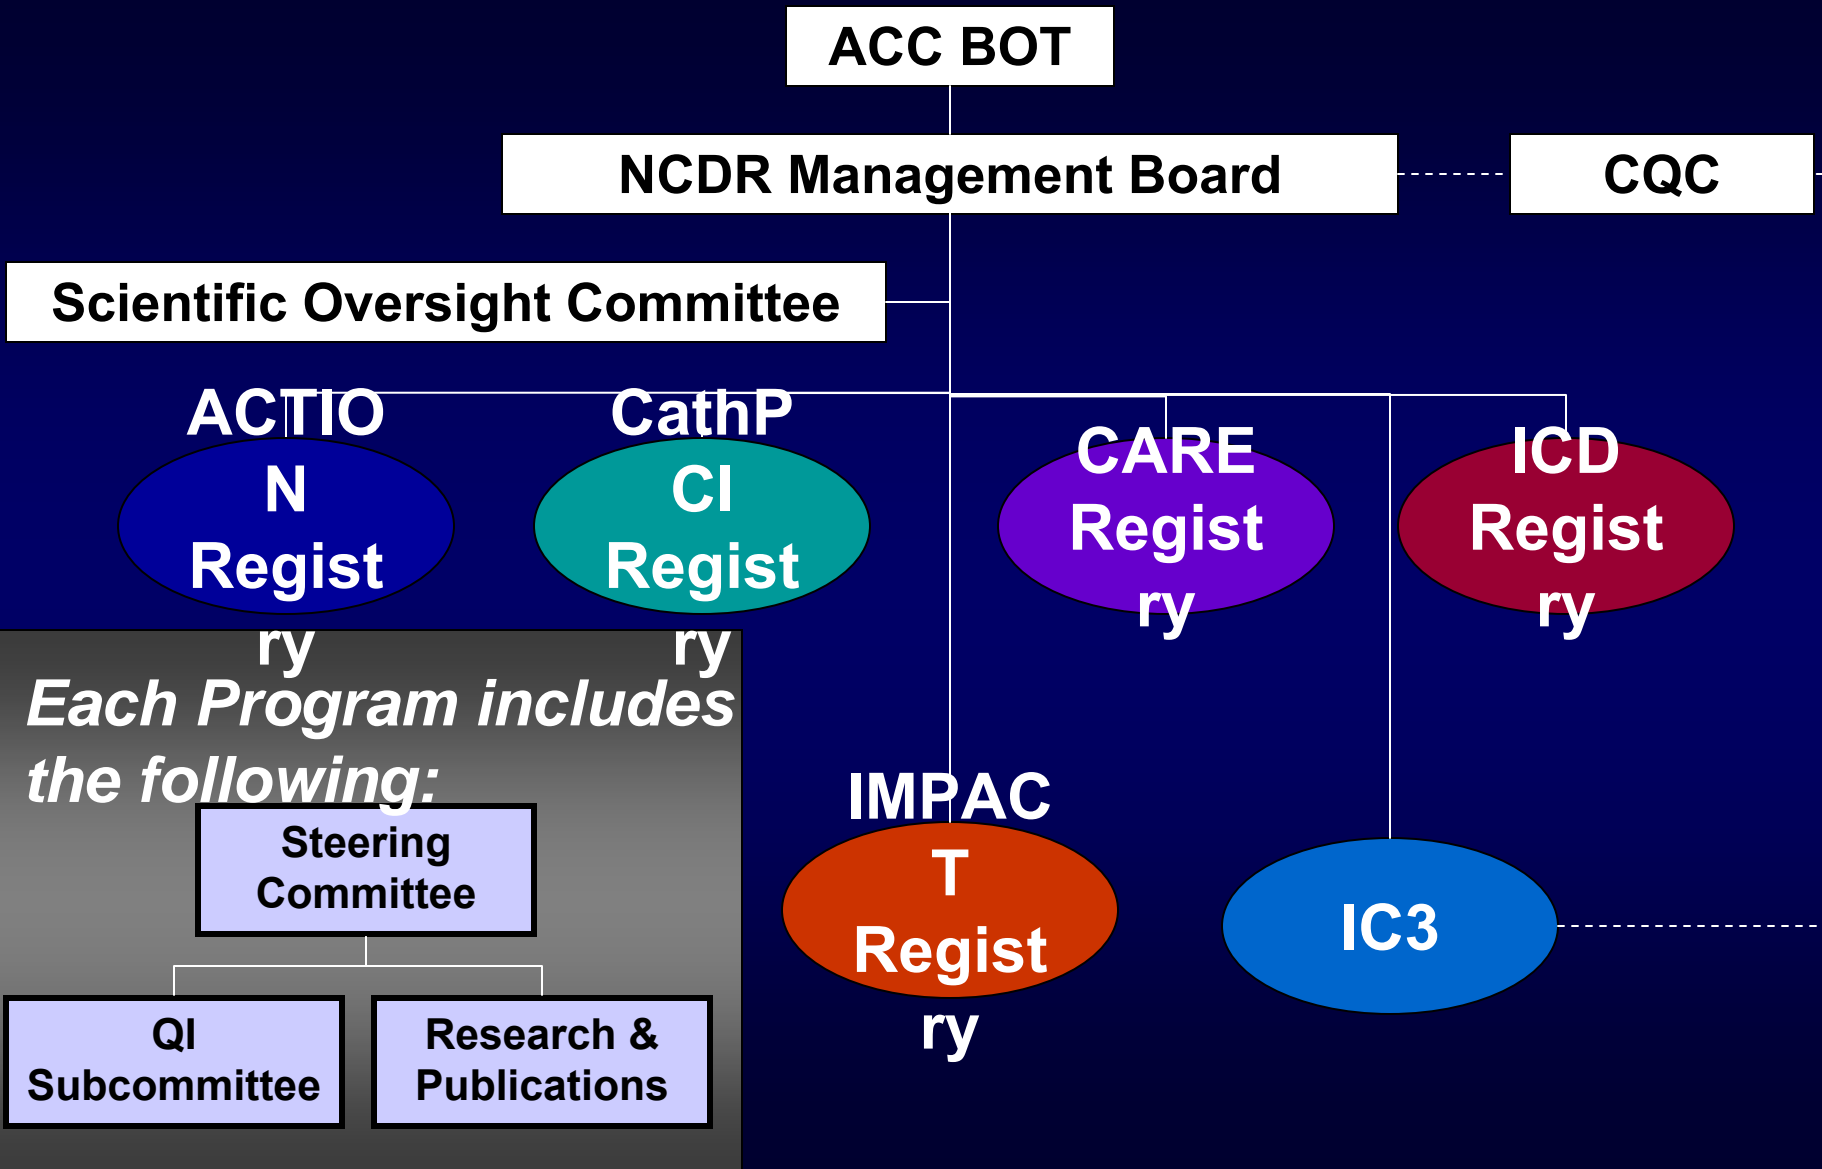 ACC BOT
NCDR Management Board
CQC
Scientific Oversight Committee
ACTIO
N
Regist
ry
CathP
CI
Regist
ry
CARE
Regist
ry
ICD
Regist
ry
Each Program includes
the following:
Steering
Committee
QI
Subcommittee
Research &
Publications
IMPAC
T
Regist
ry
IC3